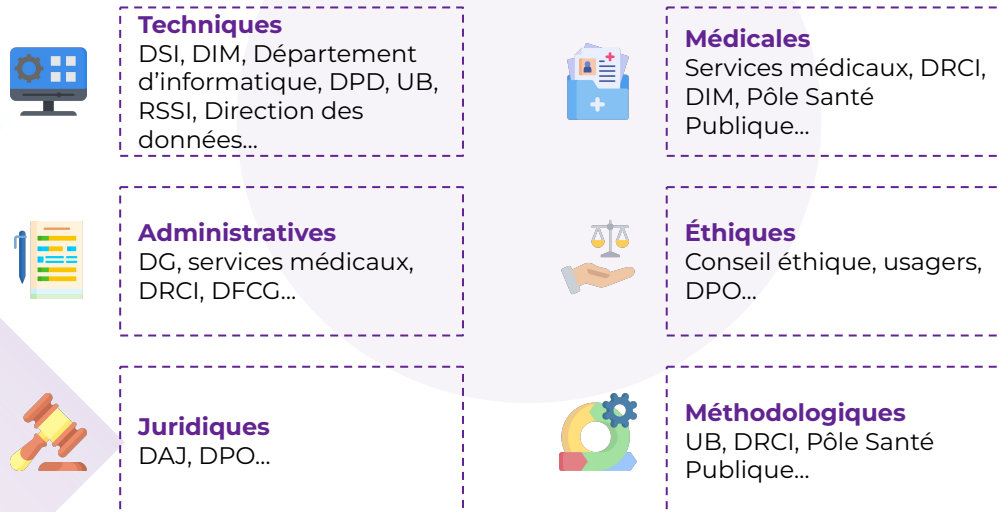 Techniques
DSI, DIM, Département
d’informatique, DPD, UB,
RSSI, Direction des
données...
Médicales
Services médicaux, DRCI,
DIM, Pôle Santé
Publique...
Administratives
DG, services médicaux,
DRCI, DFCG...
Éthiques
Conseil éthique, usagers,
DPO...
Juridiques
DAJ, DPO...
Méthodologiques
UB, DRCI, Pôle Santé
Publique...